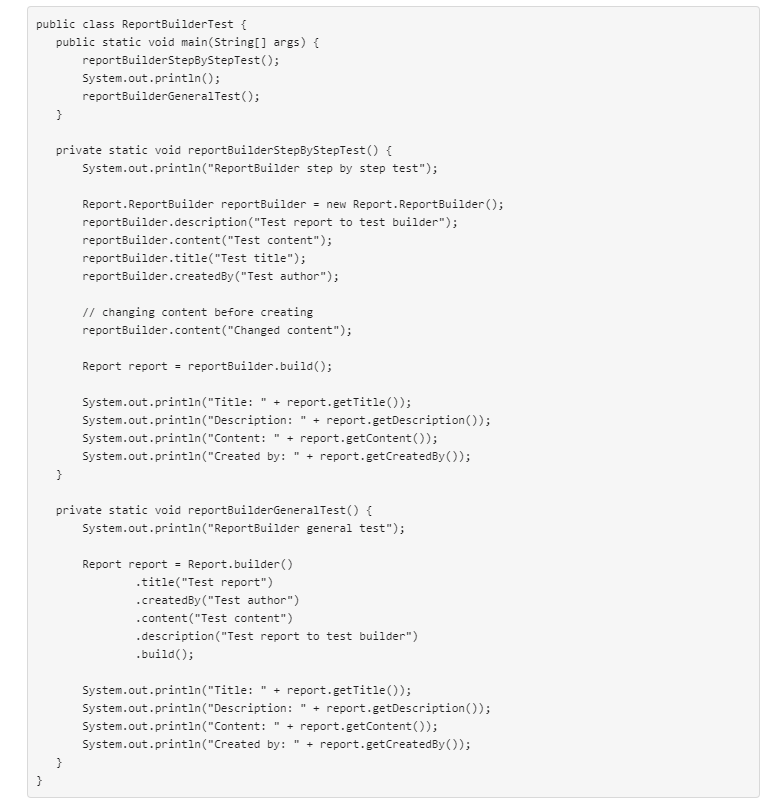 public class ReportBuilderTest {
public static void main(String[] args) {
reportBuilderStepByStepTest();
System.out.println();
reportBuilderGeneralTest();
}
private static void reportBuilderStepByStepTest() {
System.out.println("ReportBuilder step by step test");
Report.ReportBuilder reportBuilder = new Report.ReportBuilder();
reportBuilder.description("Test report to test builder");
reportBuilder.content("Test content");
reportBuilder.title("Test title");
reportBuilder.createdBy("Test author");
// changing content before creating
reportBuilder.content("Changed content");
Report report = reportBuilder.build();
System.out.println("Title: " + report.getTitle());
System.out.println("Description: " + report.getDescription());
System.out.println("Content: " + report.getContent());
System.out.println("Created by: " + report.getCreatedBy());
}
private static void reportBuilderGeneralTest() {
System.out.println("ReportBuilder general test");
Report report = Report.builder()
.title("Test report")
.createdBy("Test author")
.content("Test content")
.description("Test report to test builder")
.build();
System.out.println("Title: " + report.getTitle());
System.out.println("Description: " + report.getDescription());
System.out.println("Content: " + report.getContent());
System.out.println("Created by: " + report.getCreatedBy());
}
}